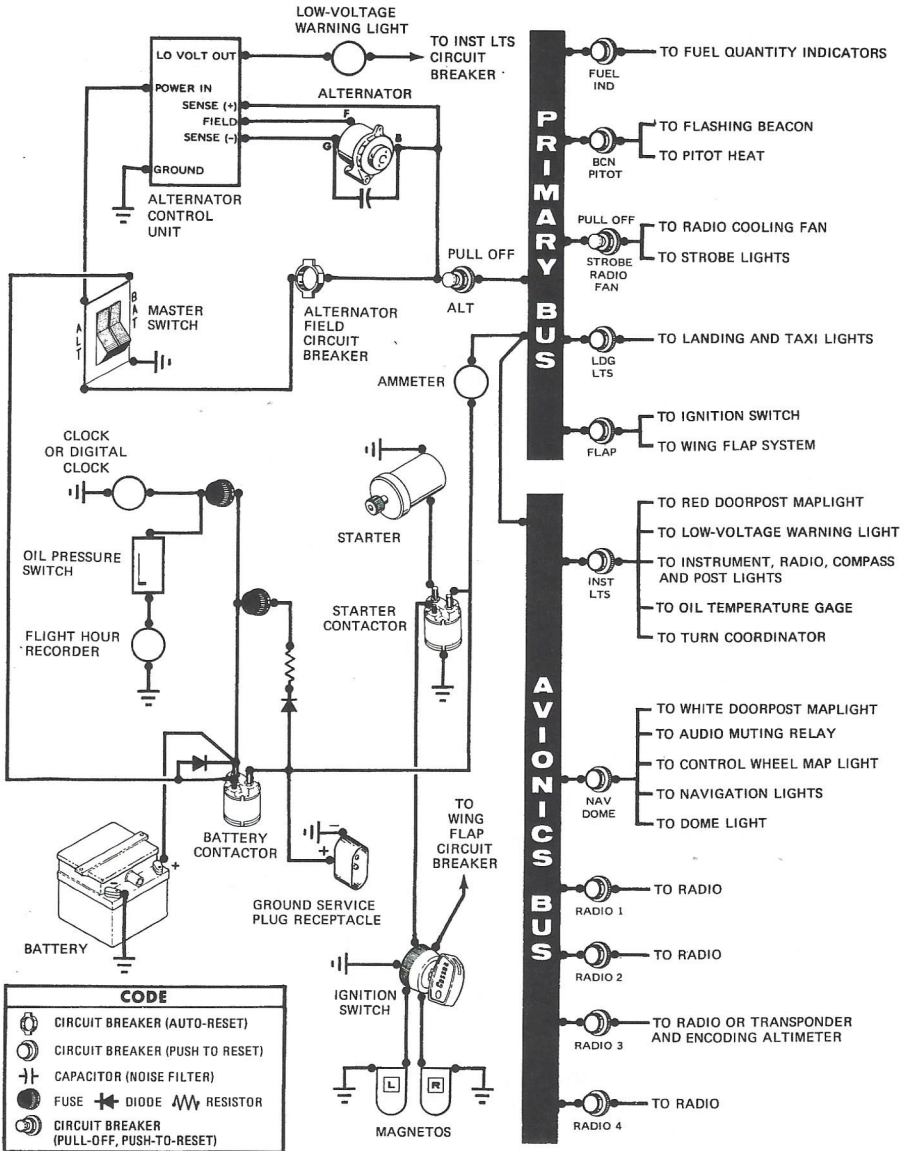 LOW-VOLTAGE
WARNING LIGHT
TO INST LTS
CIRCUIT
BREAKER
LO VOLT OUT
POWER IN
SENSE (+)
FIELD
SENSE (-)
GROUND
ALTERNATOR
F
G
B
C
ALTERNATOR
CONTROL
UNIT
PULL OFF
ALT
ALTERNATOR
FIELD
CIRCUIT
BREAKER
BAT
ALT
MASTER
SWITCH
AMMETER
CLOCK
OR DIGITAL
CLOCK
OIL PRESSURE
SWITCH
FLIGHT HOUR
RECORDER
STARTER
STARTER
CONTACTOR
BATTERY
CONTACTOR
+
BATTERY
-
+
GROUND SERVICE
PLUG RECEPTACLE
TO
WING
FLAP
CIRCUIT
BREAKER
IGNITION
SWITCH
Cessna
L
R
MAGNETOS
PRIMARY BUS
FUEL
IND
TO FUEL QUANTITY INDICATORS
BCN
PITOT
TO FLASHING BEACON
TO PITOT HEAT
PULL OFF
STROBE
RADIO
FAN
TO RADIO COOLING FAN
TO STROBE LIGHTS
LDG
LTS
TO LANDING AND TAXI LIGHTS
FLAP
TO IGNITION SWITCH
TO WING FLAP SYSTEM
AVIONICS BUS
INST
LTS
TO RED DOORPOST MAPLIGHT
TO LOW-VOLTAGE WARNING LIGHT
TO INSTRUMENT, RADIO, COMPASS
AND POST LIGHTS
TO OIL TEMPERATURE GAGE
TO TURN COORDINATOR
NAV
DOME
TO WHITE DOORPOST MAPLIGHT
TO AUDIO MUTING RELAY
TO CONTROL WHEEL MAP LIGHT
TO NAVIGATION LIGHTS
TO DOME LIGHT
RADIO 1
TO RADIO
RADIO 2
TO RADIO
RADIO 3
TO RADIO OR TRANSPONDER
AND ENCODING ALTIMETER
RADIO 4
TO RADIO
CODE
CIRCUIT BREAKER (AUTO-RESET)
CIRCUIT BREAKER (PUSH TO RESET)
CAPACITOR (NOISE FILTER)
FUSE DIODE RESISTOR
CIRCUIT BREAKER
(PULL-OFF, PUSH-TO-RESET)